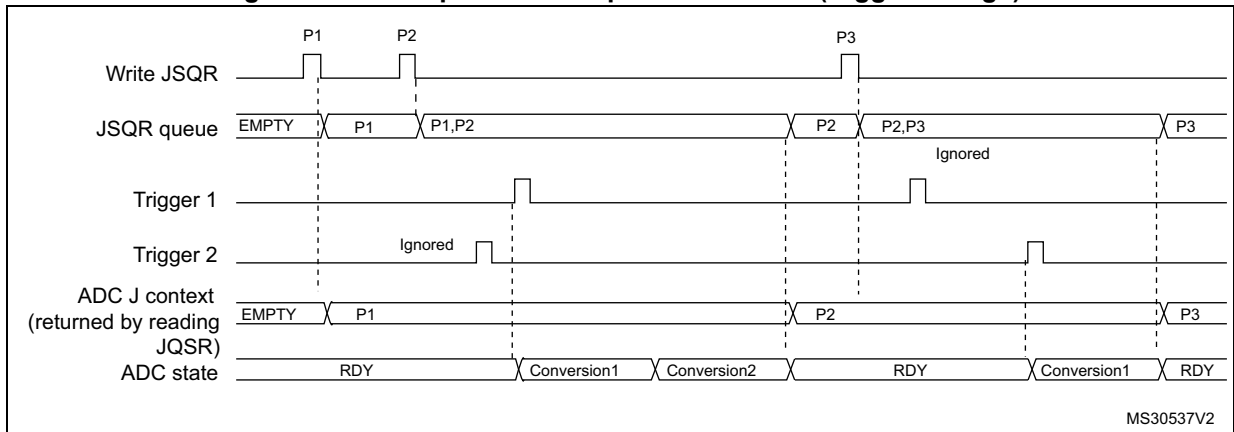 P1 P2 P3
Write JSQR
JSQR queue EMPTY P1 P1,P2 P2 P2,P3 P3
Ignored
Trigger 1
Ignored
Trigger 2
ADC J context
(returned by reading EMPTY P1 P2 P3
JQSR)
ADC state RDY Conversion1 Conversion2 RDY Conversion1 RDY
MS30537V2